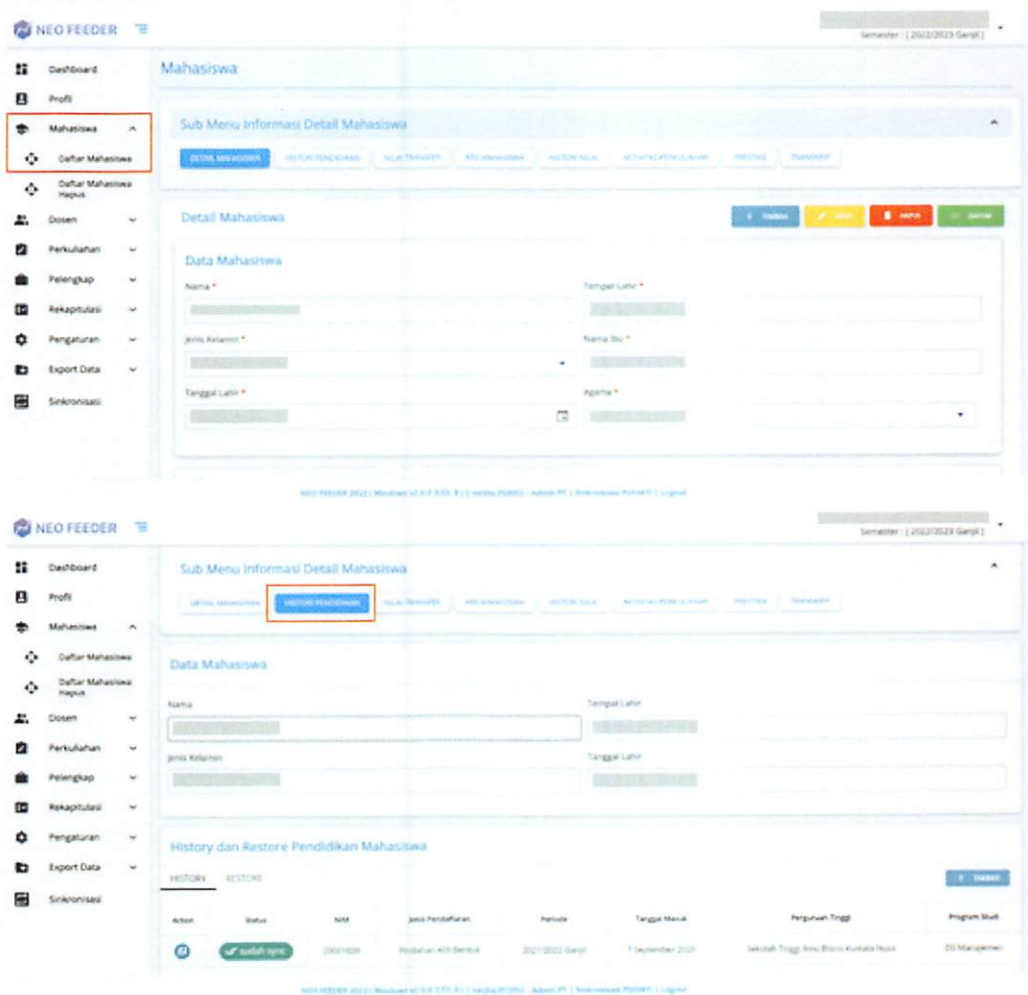 NEO FEEDER
Semester : [ 2022/2023 Ganjil ]
Dashboard
Profil
Mahasiswa
Daftar Mahasiswa
Daftar Mahasiswa
Hapus
Dosen
Perkuliahan
Pelengkap
Rekapitulasi
Pengaturan
Export Data
Sinkronisasi
Mahasiswa
Sub Menu Informasi Detail Mahasiswa
DETAIL MAHASISWA HISTORI PENDIDIKAN NILAI TRANSFER KRS MAHASISWA HISTORI NILAI AKTIVITAS PERKULIAHAN PRESTASI TRANSKRIP
Detail Mahasiswa
TAMBAH
HAPUS
DAFTAR
Data Mahasiswa
Nama *
Tempat Lahir *
Jenis Kelamin *
Nama Ibu *
Tanggal Lahir *
Agama *
NEO FEEDER
Semester : [ 2022/2023 Ganjil ]
Dashboard
Profil
Mahasiswa
Daftar Mahasiswa
Daftar Mahasiswa
Hapus
Dosen
Perkuliahan
Pelengkap
Rekapitulasi
Pengaturan
Export Data
Sinkronisasi
Sub Menu Informasi Detail Mahasiswa
DETAIL MAHASISWA HISTORI PENDIDIKAN NILAI TRANSFER KRS MAHASISWA HISTORI NILAI AKTIVITAS PERKULIAHAN PRESTASI TRANSKRIP
Data Mahasiswa
Nama
Tempat Lahir
Jenis Kelamin
Tanggal Lahir
History dan Restore Pendidikan Mahasiswa
HISTORY RESTORE
TAMBAH
Action Status NIM Jenis Pendaftaran Periode Tanggal Masuk Perguruan Tinggi Program Studi
sudah sync Pindahan Alih Bentuk 2021/2022 Ganjil 7 September 2020 Sekolah Tinggi Ilmu Bisnis Kumala Nusa D3 Manajemen